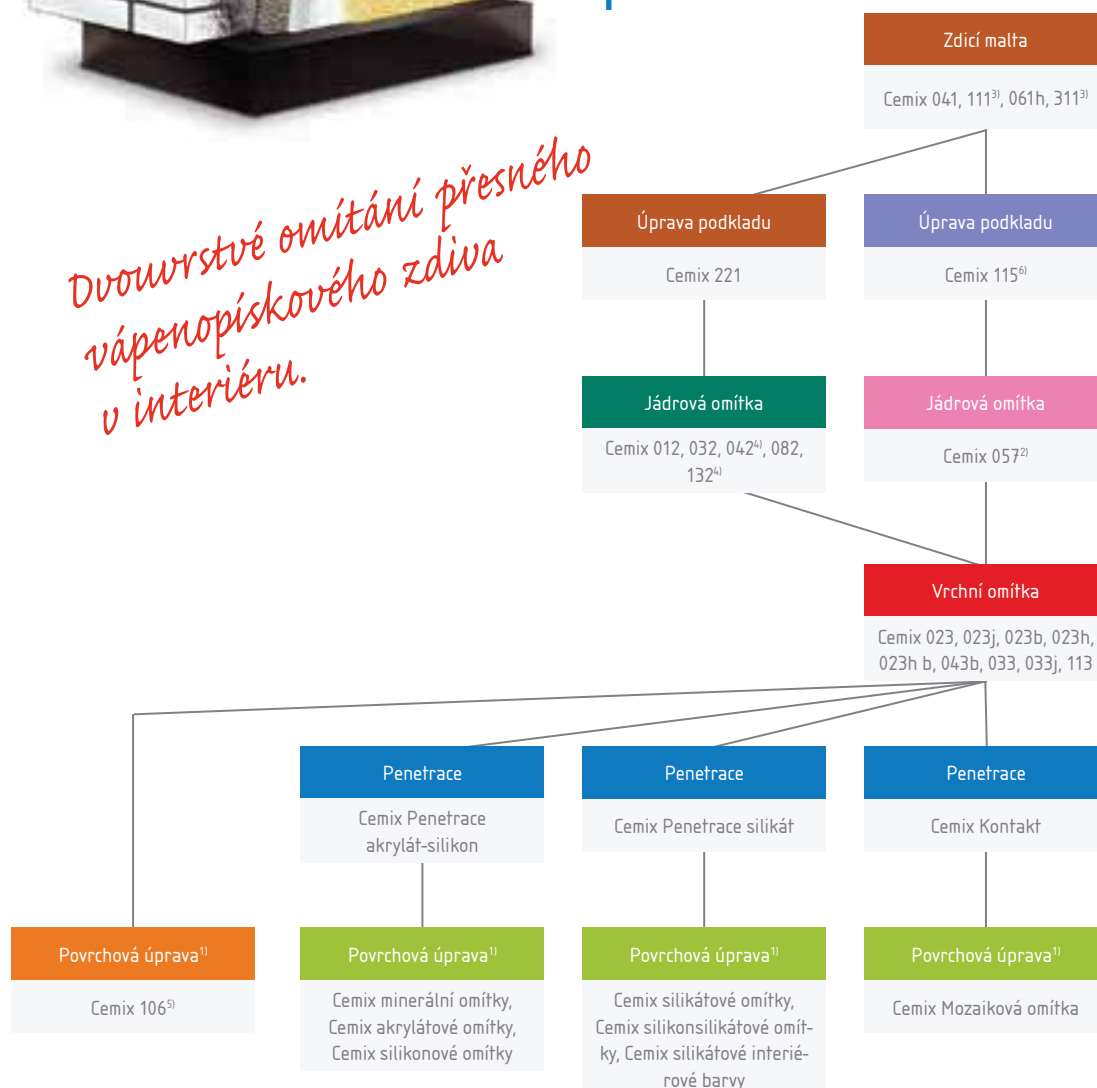 Zdicí malta
Cemix 041, 111³⁾, 061h, 311³⁾
Dvouvrstvé omítání přesného
vápenopískového zdiva
v interiéru.
Úprava podkladu
Cemix 221
Úprava podkladu
Cemix 115⁶⁾
Jádrová omítka
Cemix 012, 032, 042⁴⁾, 082,
132⁴⁾
Jádrová omítka
Cemix 057²⁾
Vrchní omítka
Cemix 023, 023j, 023b, 023h,
023h b, 043b, 033, 033j, 113
Penetrace
Cemix Penetrace
akrylát-silikon
Penetrace
Cemix Penetrace silikát
Penetrace
Cemix Kontakt
Povrchová úprava¹⁾
Cemix 106⁵⁾
Povrchová úprava¹⁾
Cemix minerální omítky,
Cemix akrylátové omítky,
Cemix silikonové omítky
Povrchová úprava¹⁾
Cemix silikátové omítky,
Cemix silikonsilikátové omít-
ky, Cemix silikátové interié-
rové barvy
Povrchová úprava¹⁾
Cemix Mozaiková omítka